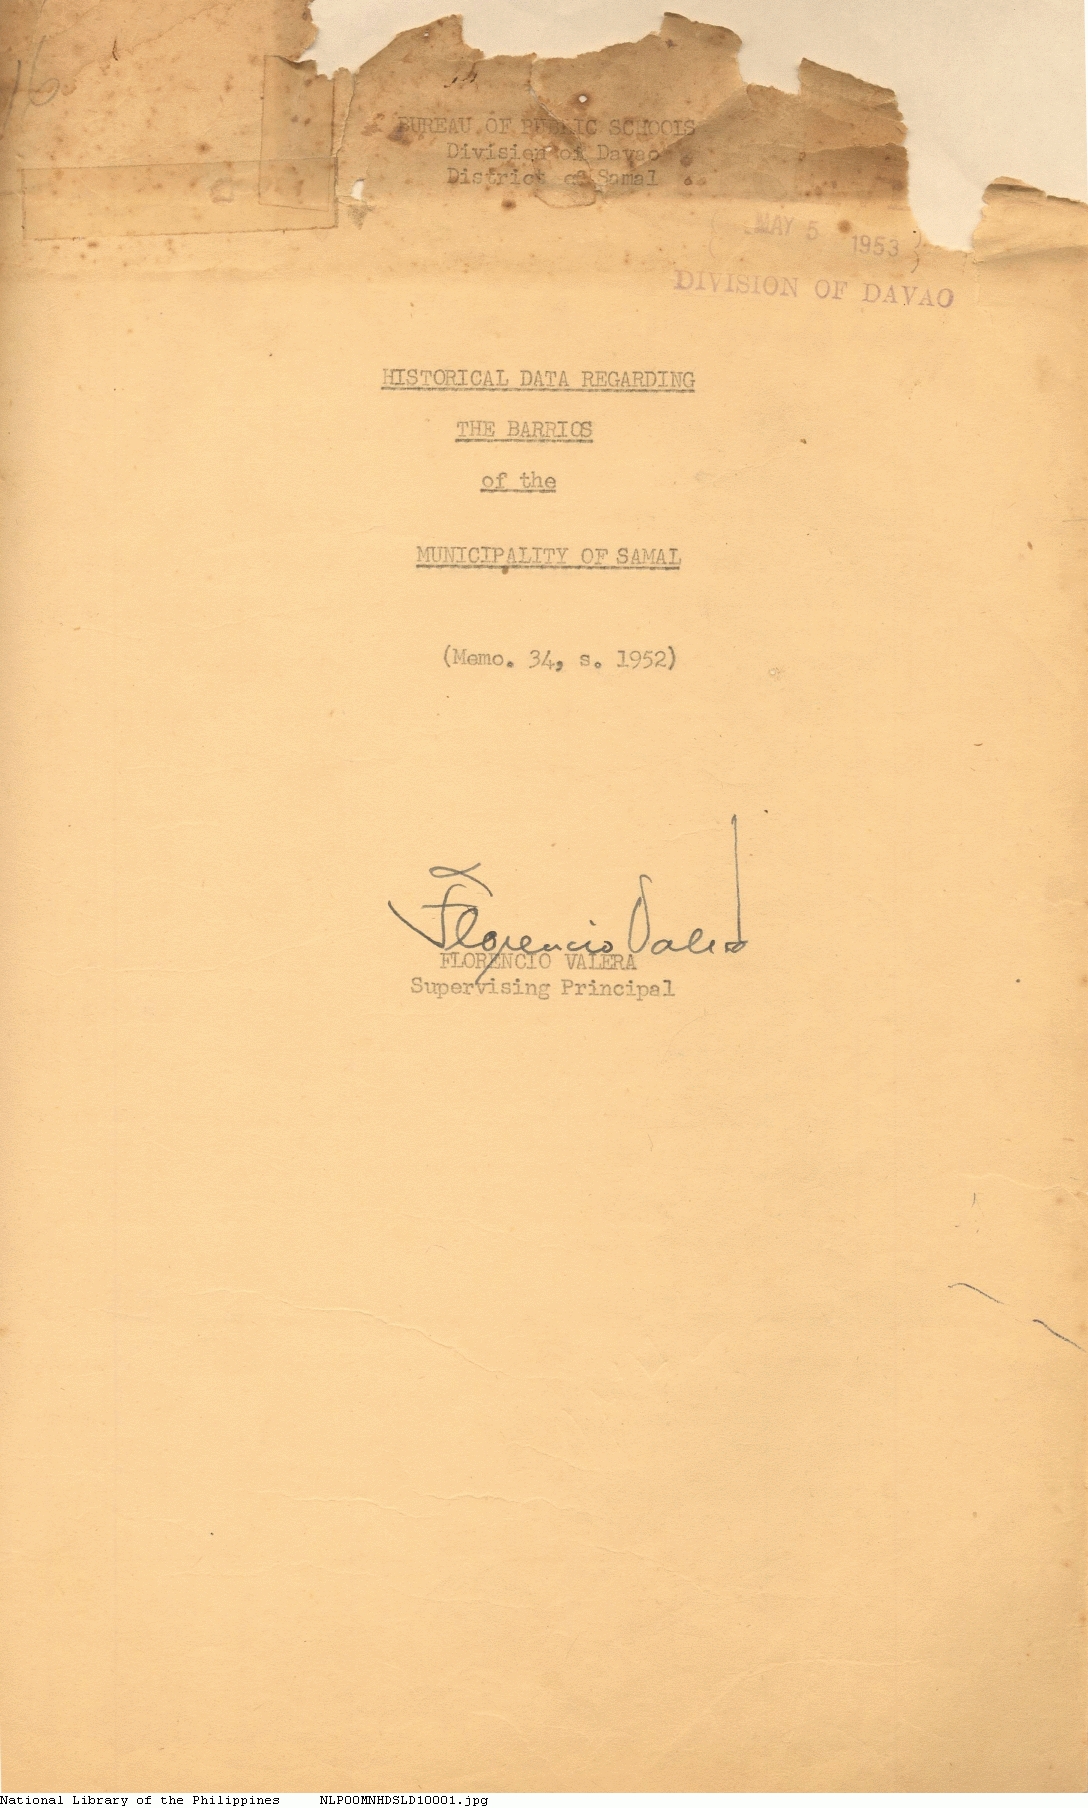 16
BUREAU OF PUBLIC SCHOOLS
Division of Davao
District of Samal
MAY 5 1953
DIVISION OF DAVAO
HISTORICAL DATA REGARDING
THE BARRIOS
of the
MUNICIPALITY OF SAMAL
(Memo. 34, s. 1952)
Florencio Valera
FLORENCIO VALERA
Supervising Principal
National Library of the Philippines NLP00MNHDSLD10001.jpg